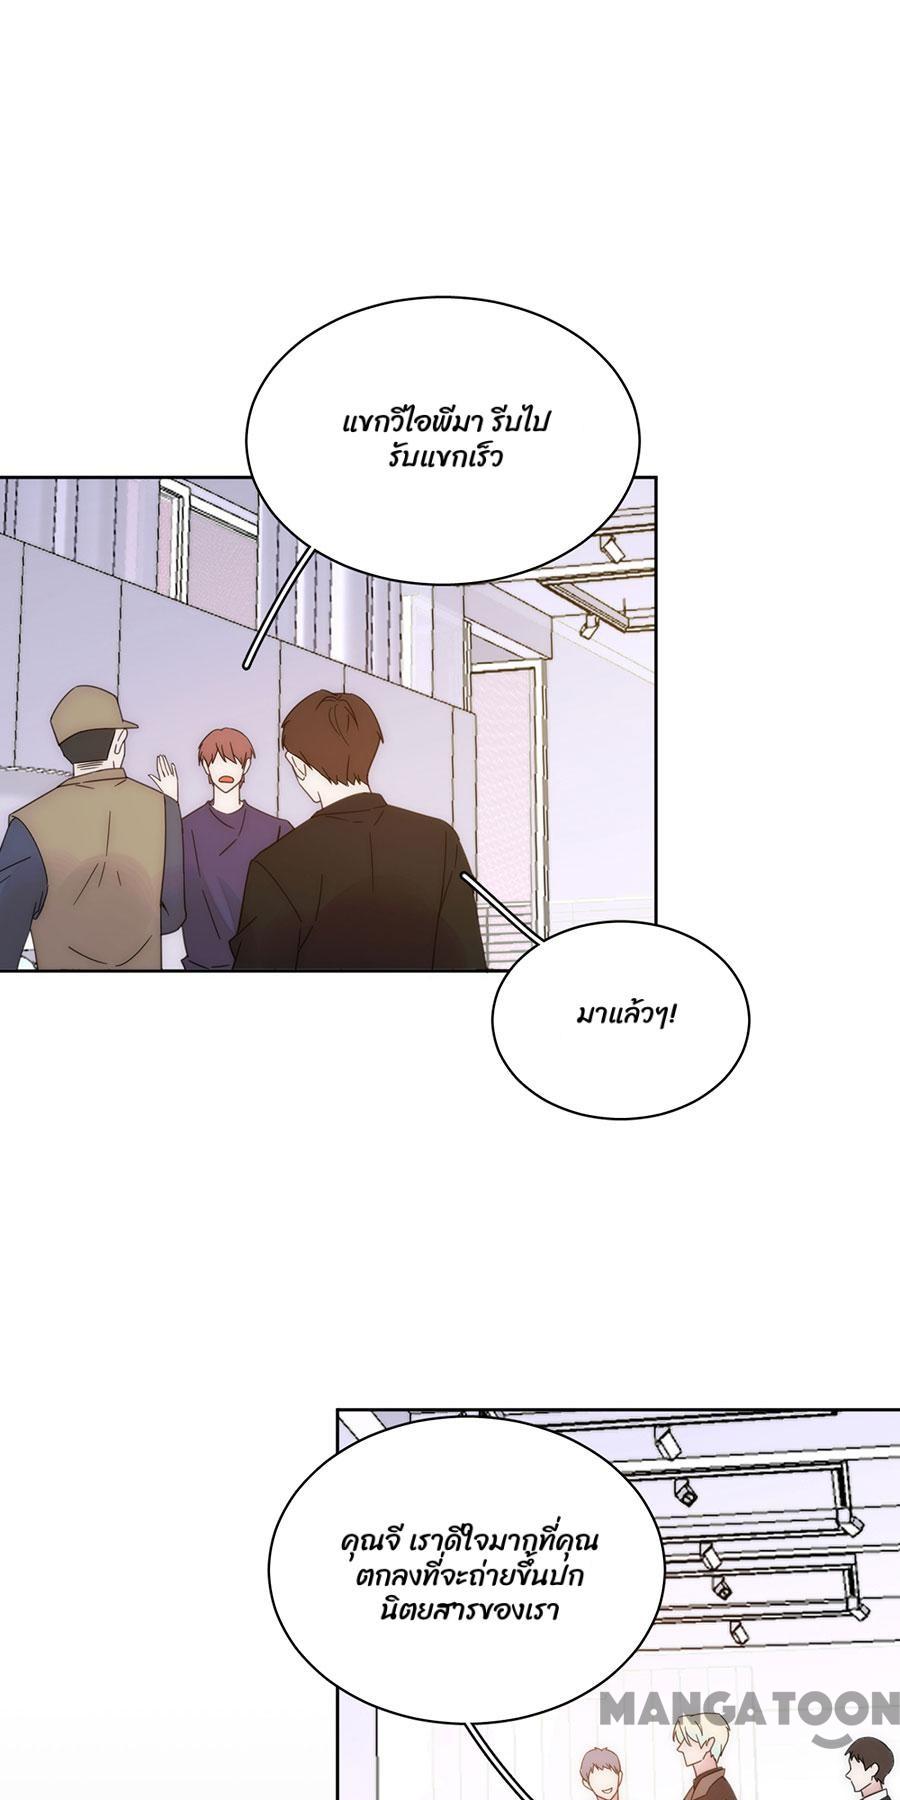 แขกวีไอพีมา รีบไป
รับแขกเร็ว
มาแล้วๆ!
คุณจี เราดีใจมากที่คุณ
ตกลงที่จะถ่ายขึ้นปก
นิตยสารของเรา
MANGATOON